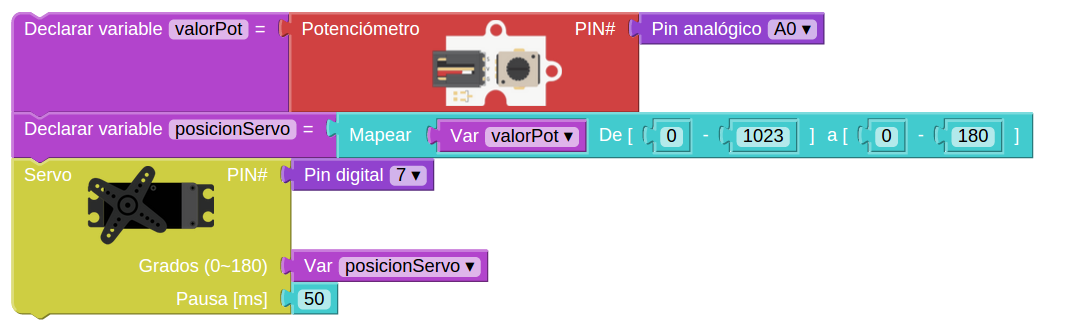 Declarar variable valorPot = Potenciómetro PIN# Pin analógico A0 ▾
Declarar variable posicionServo = Mapear Var valorPot ▾ De [ 0 - 1023 ] a [ 0 - 180 ]
Servo PIN# Pin digital 7 ▾
Grados (0~180) Var posicionServo ▾
Pausa [ms] 50